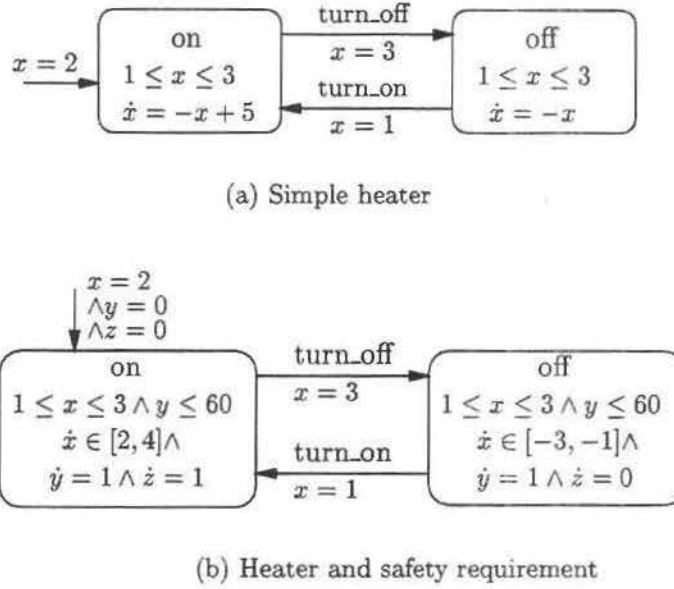 turn_off
on
off
x = 2
x = 3
1 ≤ x ≤ 3
1 ≤ x ≤ 3
turn_on
ẋ = −x + 5
ẋ = −x
x = 1
(a) Simple heater
x = 2
∧y = 0
∧z = 0
on
turn_off
off
1 ≤ x ≤ 3 ∧ y ≤ 60
x = 3
1 ≤ x ≤ 3 ∧ y ≤ 60
ẋ ∈ [2, 4]∧
ẋ ∈ [−3, −1]∧
turn_on
ẏ = 1 ∧ ż = 1
x = 1
ẏ = 1 ∧ ż = 0
(b) Heater and safety requirement